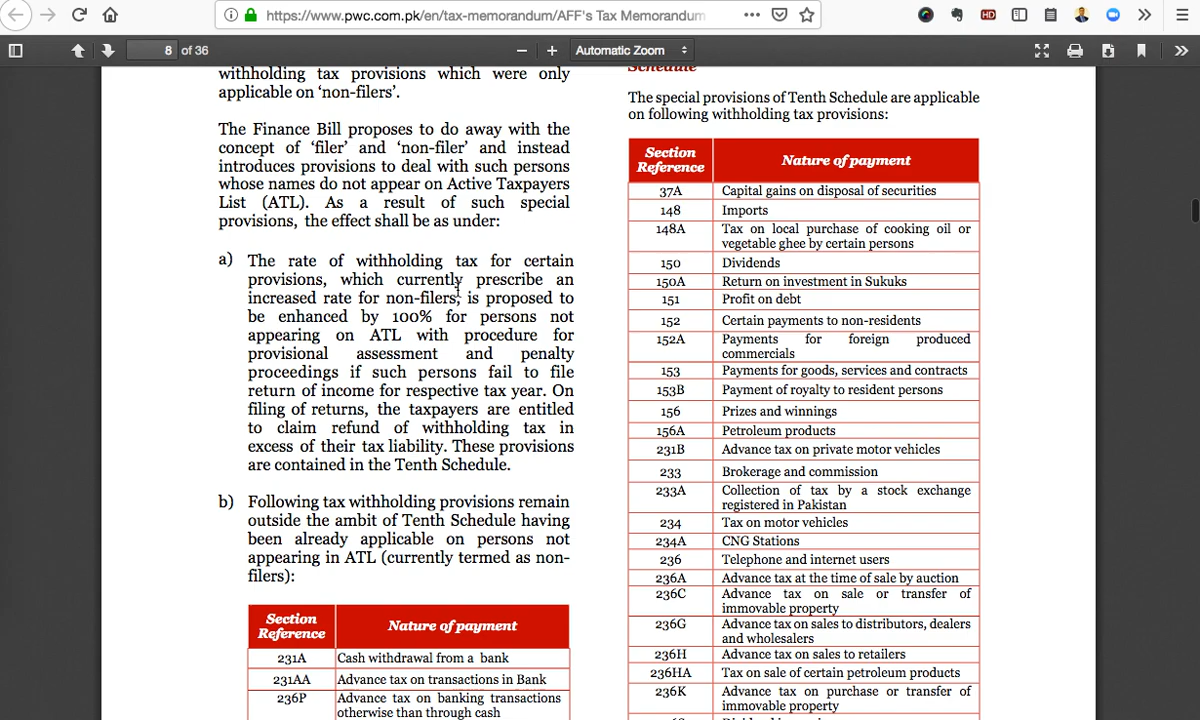 https://www.pwc.com.pk/en/tax-memorandum/AFF's Tax Memorandum
HD
8 of 36
Automatic Zoom
withholding tax provisions which were only
applicable on 'non-filers'.
The Finance Bill proposes to do away with the
concept of 'filer' and 'non-filer' and instead
introduces provisions to deal with such persons
whose names do not appear on Active Taxpayers
List (ATL). As a result of such special
provisions, the effect shall be as under:
a) The rate of withholding tax for certain
provisions, which currently prescribe an
increased rate for non-filers, is proposed to
be enhanced by 100% for persons not
appearing on ATL with procedure for
provisional assessment and penalty
proceedings if such persons fail to file
return of income for respective tax year. On
filing of returns, the taxpayers are entitled
to claim refund of withholding tax in
excess of their tax liability. These provisions
are contained in the Tenth Schedule.
b) Following tax withholding provisions remain
outside the ambit of Tenth Schedule having
been already applicable on persons not
appearing in ATL (currently termed as non-
filers):
Section Reference Nature of payment
231A Cash withdrawal from a bank
231AA Advance tax on transactions in Bank
236P Advance tax on banking transactions
otherwise than through cash
Schedule
The special provisions of Tenth Schedule are applicable
on following withholding tax provisions:
Section Reference Nature of payment
37A Capital gains on disposal of securities
148 Imports
148A Tax on local purchase of cooking oil or
vegetable ghee by certain persons
150 Dividends
150A Return on investment in Sukuks
151 Profit on debt
152 Certain payments to non-residents
152A Payments for foreign produced
commercials
153 Payments for goods, services and contracts
153B Payment of royalty to resident persons
156 Prizes and winnings
156A Petroleum products
231B Advance tax on private motor vehicles
233 Brokerage and commission
233A Collection of tax by a stock exchange
registered in Pakistan
234 Tax on motor vehicles
234A CNG Stations
236 Telephone and internet users
236A Advance tax at the time of sale by auction
236C Advance tax on sale or transfer of
immovable property
236G Advance tax on sales to distributors, dealers
and wholesalers
236H Advance tax on sales to retailers
236HA Tax on sale of certain petroleum products
236K Advance tax on purchase or transfer of
immovable property